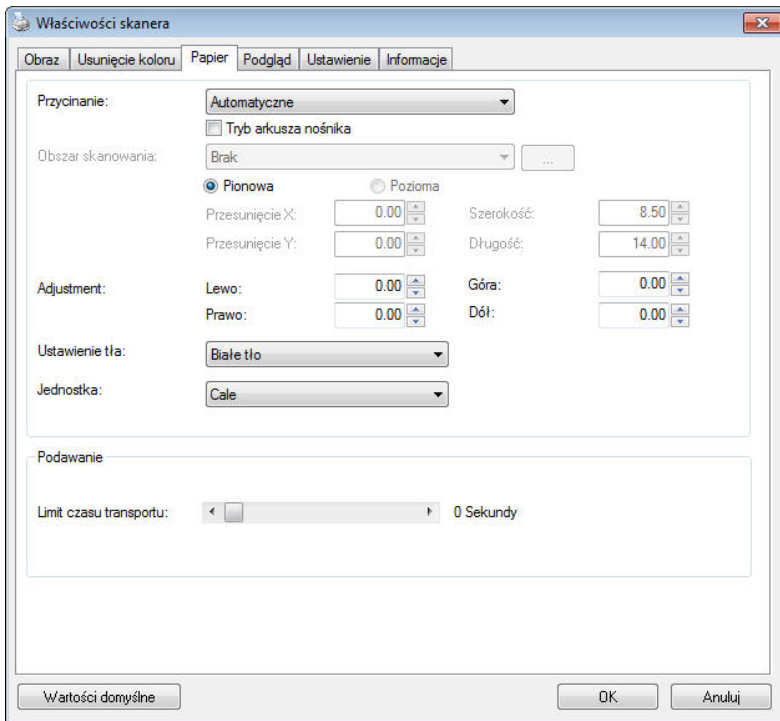 Właściwości skanera
Obraz Usunięcie koloru Papier Podgląd Ustawienie Informacje
Przycinanie: Automatyczne
Tryb arkusza nośnika
Obszar skanowania: Brak ...
Pionowa Pozioma
Przesunięcie X: 0.00 Szerokość: 8.50
Przesunięcie Y: 0.00 Długość: 14.00
Adjustment: Lewo: 0.00 Góra: 0.00
Prawo: 0.00 Dół: 0.00
Ustawienie tła: Białe tło
Jednostka: Cale
Podawanie
Limit czasu transportu: 0 Sekundy
Wartości domyślne OK Anuluj